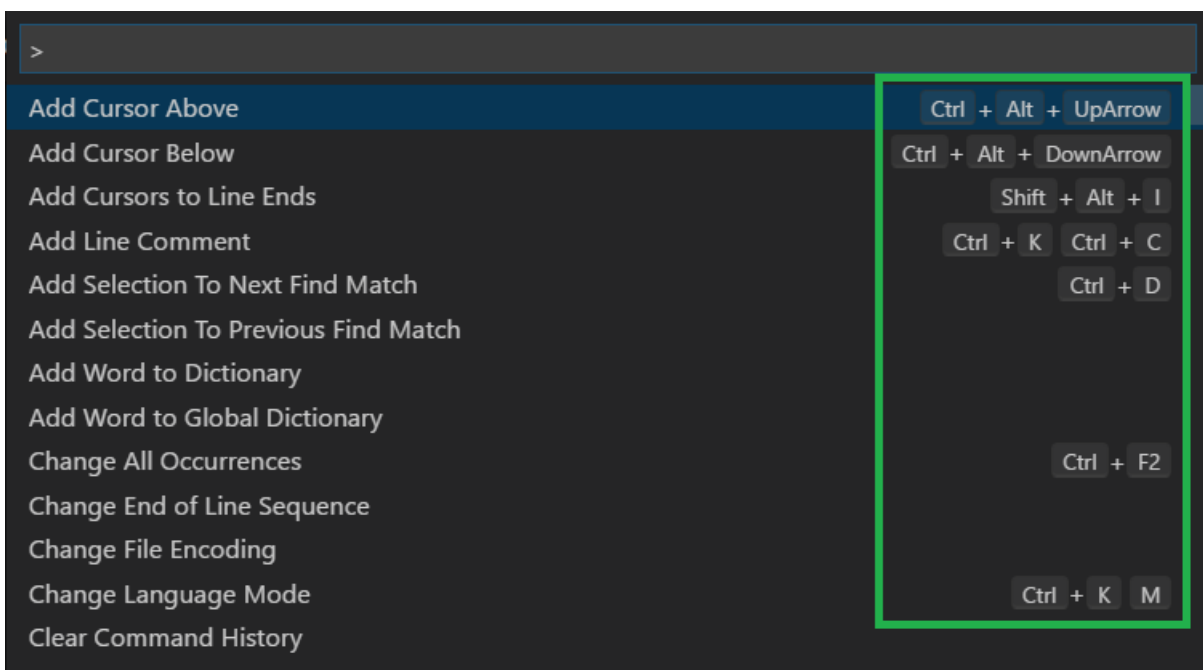 >
Add Cursor Above Ctrl + Alt + UpArrow
Add Cursor Below Ctrl + Alt + DownArrow
Add Cursors to Line Ends Shift + Alt + I
Add Line Comment Ctrl + K Ctrl + C
Add Selection To Next Find Match Ctrl + D
Add Selection To Previous Find Match
Add Word to Dictionary
Add Word to Global Dictionary
Change All Occurrences Ctrl + F2
Change End of Line Sequence
Change File Encoding
Change Language Mode Ctrl + K M
Clear Command History